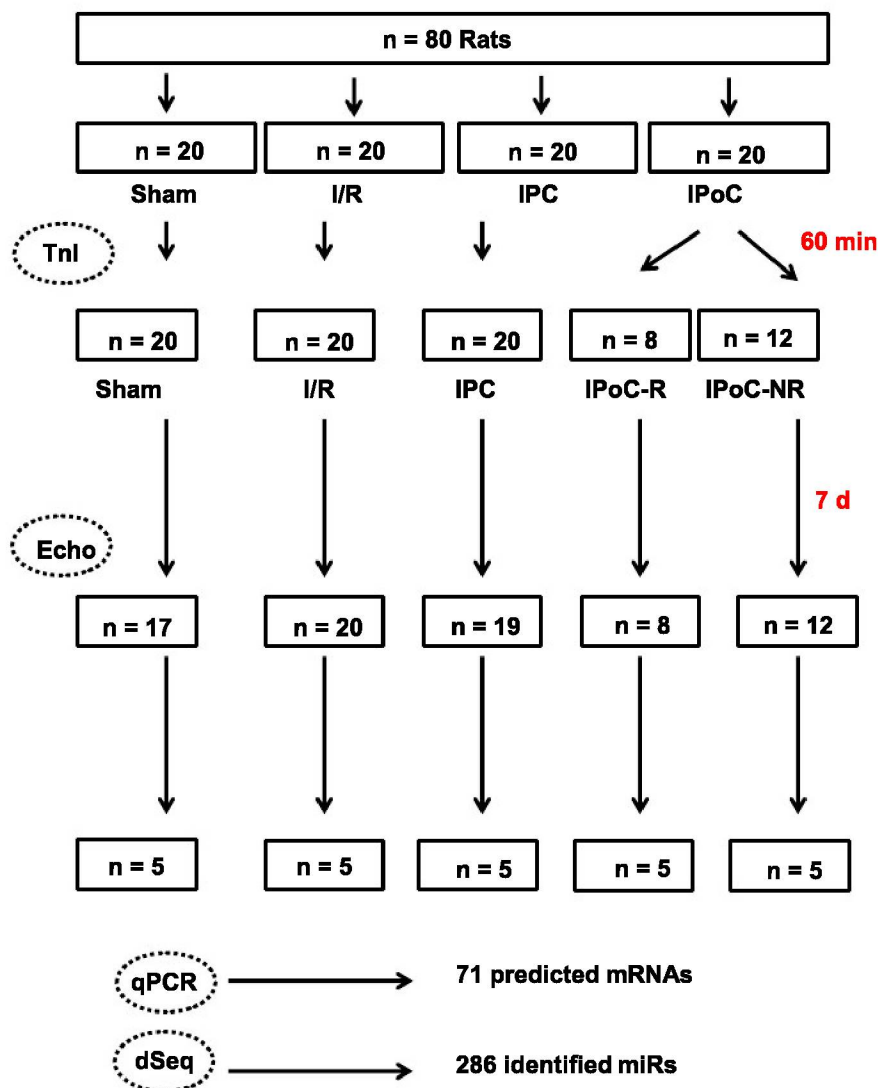 n = 80 Rats
n = 20 n = 20 n = 20 n = 20
Sham I/R IPC IPoC
TnI 60 min
n = 20 n = 20 n = 20 n = 8 n = 12
Sham I/R IPC IPoC-R IPoC-NR
7 d
Echo
n = 17 n = 20 n = 19 n = 8 n = 12
n = 5 n = 5 n = 5 n = 5 n = 5
qPCR 71 predicted mRNAs
dSeq 286 identified miRs